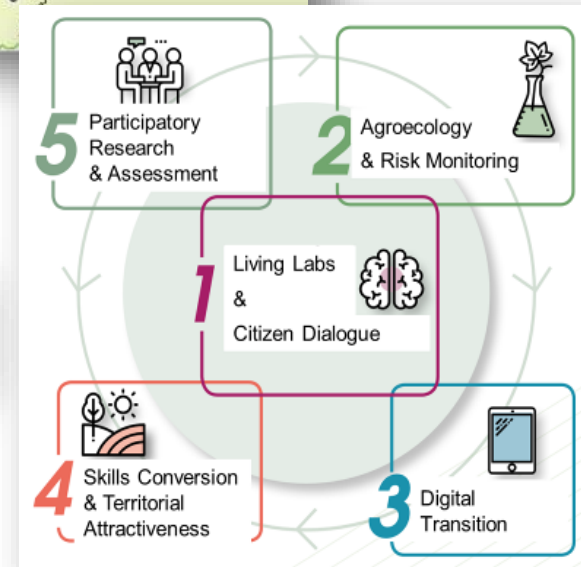 5
Participatory
Research
& Assessment
2
Agroecology
& Risk Monitoring
1
Living Labs
&
Citizen Dialogue
4
Skills Conversion
& Territorial
Attractiveness
3
Digital
Transition